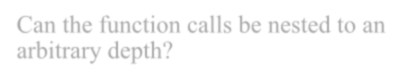 Can the function calls be nested to an
arbitrary depth?